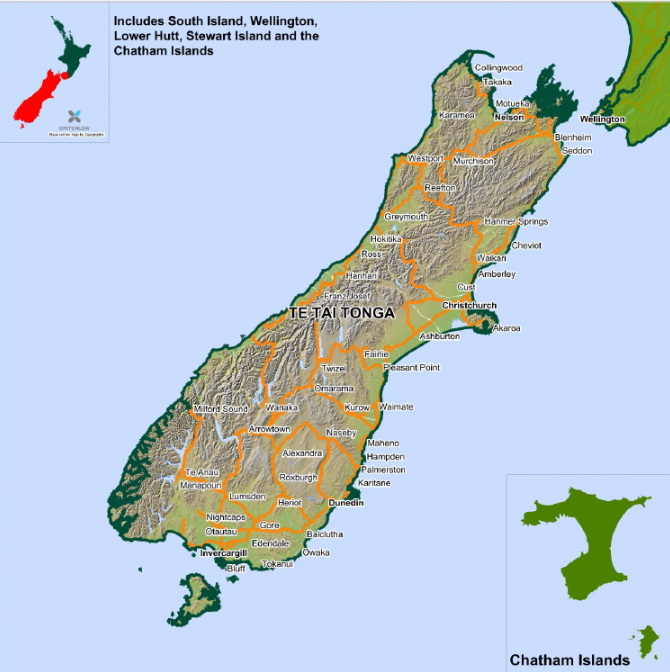 Includes South Island, Wellington,
Lower Hutt, Stewart Island and the
Chatham Islands
Collingwood
Takaka
Motueka
Karamea
Nelson
Wellington
Blenheim
Seddon
Westport
Murchison
Reefton
Greymouth
Hanmer Springs
Hokitika
Cheviot
Ross
Waikari
Amberley
Harihari
Cust
Franz Josef
Christchurch
TE TAI TONGA
Akaroa
Ashburton
Fairlie
Pleasant Point
Twizel
Omarama
Milford Sound
Wanaka
Kurow
Waimate
Arrowtown
Naseby
Maheno
Alexandra
Hampden
Palmerston
Te Anau
Roxburgh
Karitane
Manapouri
Lumsden
Heriot
Dunedin
Nightcaps
Gore
Otautau
Balclutha
Edendale
Invercargill
Owaka
Tokanui
Bluff
Chatham Islands